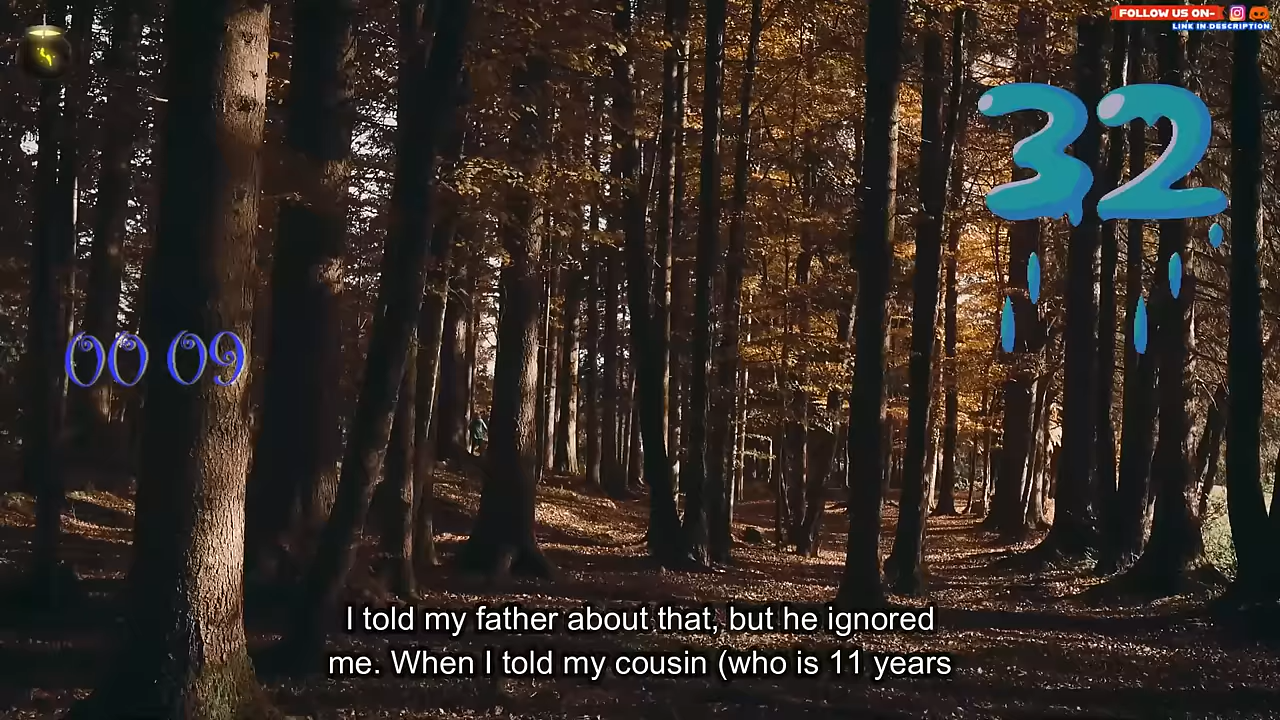 FOLLOW US ON-
LINK IN DESCRIPTION
32
00 09
I told my father about that, but he ignored
me. When I told my cousin (who is 11 years